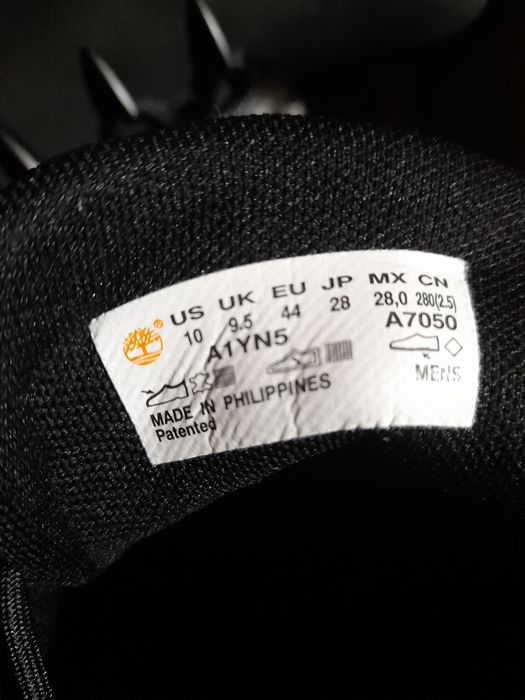 US UK EU JP MX CN
10 9.5 44 28 28,0 280(2.5)
A1YN5 A7050
MENS
MADE IN PHILIPPINES
Patented